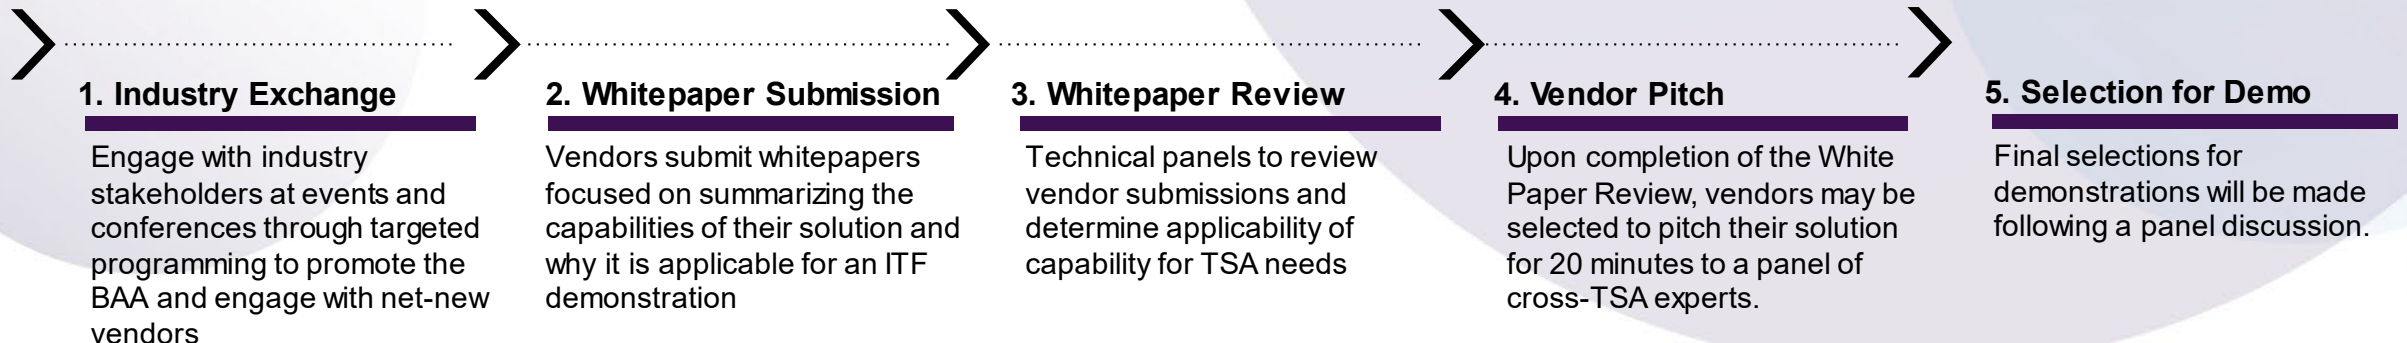 1. Industry Exchange
Engage with industry
stakeholders at events and
conferences through targeted
programming to promote the
BAA and engage with net-new
vendors
2. Whitepaper Submission
Vendors submit whitepapers
focused on summarizing the
capabilities of their solution and
why it is applicable for an ITF
demonstration
3. Whitepaper Review
Technical panels to review
vendor submissions and
determine applicability of
capability for TSA needs
4. Vendor Pitch
Upon completion of the White
Paper Review, vendors may be
selected to pitch their solution
for 20 minutes to a panel of
cross-TSA experts.
5. Selection for Demo
Final selections for
demonstrations will be made
following a panel discussion.